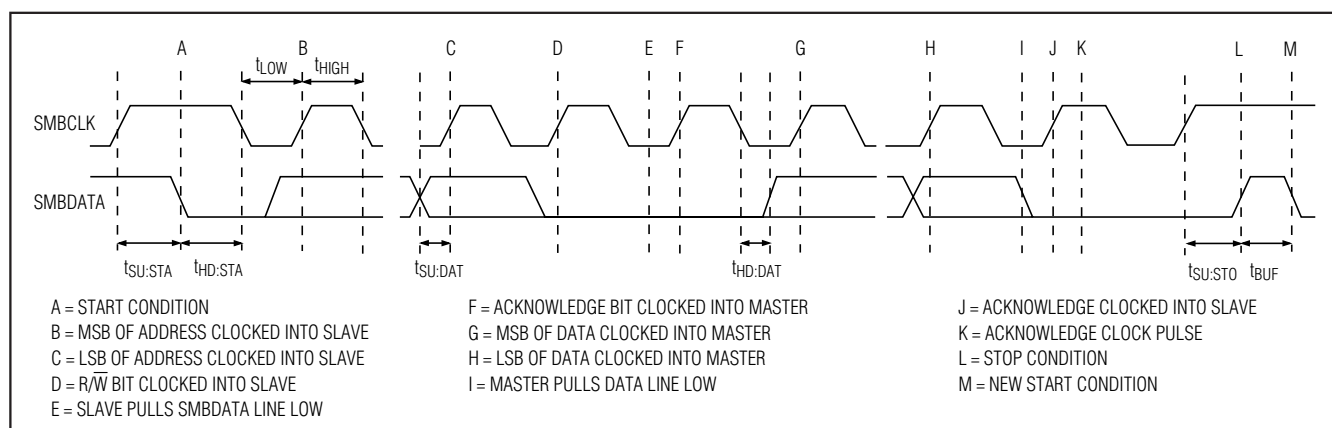 A B C D E F G H I J K L M
tLOW tHIGH
SMBCLK
SMBDATA
tSU:STA tHD:STA tSU:DAT tHD:DAT tSU:STO tBUF
A = START CONDITION
B = MSB OF ADDRESS CLOCKED INTO SLAVE
C = LSB OF ADDRESS CLOCKED INTO SLAVE
D = R/W̅ BIT CLOCKED INTO SLAVE
E = SLAVE PULLS SMBDATA LINE LOW
F = ACKNOWLEDGE BIT CLOCKED INTO MASTER
G = MSB OF DATA CLOCKED INTO MASTER
H = LSB OF DATA CLOCKED INTO MASTER
I = MASTER PULLS DATA LINE LOW
J = ACKNOWLEDGE CLOCKED INTO SLAVE
K = ACKNOWLEDGE CLOCK PULSE
L = STOP CONDITION
M = NEW START CONDITION